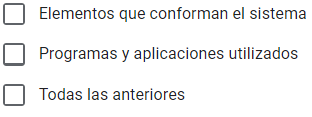 Elementos que conforman el sistema
Programas y aplicaciones utilizados
Todas las anteriores